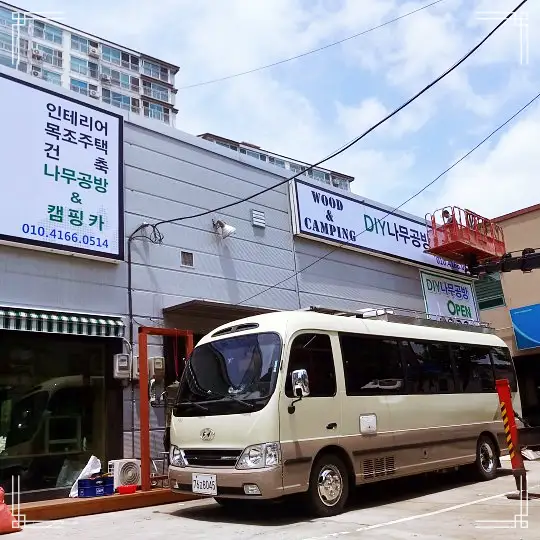 인테리어
목조주택
건 축
나무공방
&
캠핑 카
010.4166.0514
WOOD
&
CAMPING
DIY나무공방
DIY나무공방
OPEN